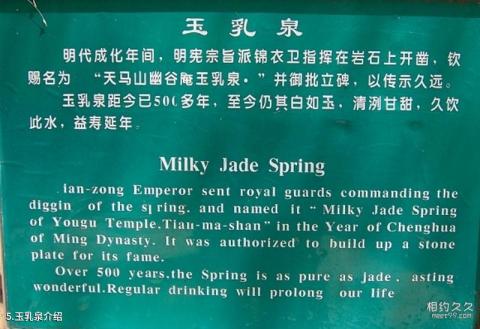 玉乳泉
明代成化年间，明宪宗旨派锦衣卫指挥在岩石上开凿，钦
赐名为 “天马山幽谷庵玉乳泉·” 并御批立碑，以传示久远。
玉乳泉距今已500多年，至今仍其白如玉，清洌甘甜，久饮
此水，益寿延年。
Milky Jade Spring
ian-zong Emperor sent royal guards commanding the
diggin of the spring. and named it “ Milky Jade Spring
of Yougu Temple.Tian-ma-shan” in the Year of Chenghua
of Ming Dynasty. It was authorized to build up a stone
plate for its fame.
Over 500 years.the Spring is as pure as jade. asting
wonderful.Regular drinking will prolong our life
5.玉乳泉介绍
相约久久
meet99.com